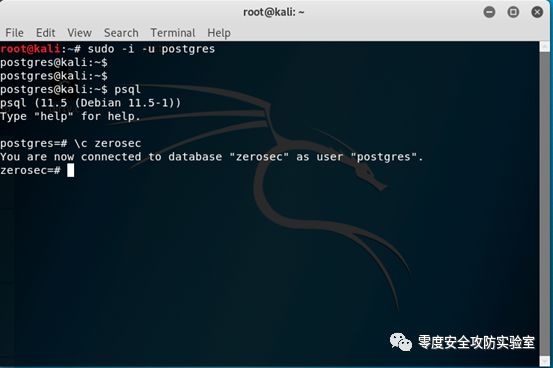 root@kali: ~
File Edit View Search Terminal Help
root@kali:~# sudo -i -u postgres
postgres@kali:~$
postgres@kali:~$
postgres@kali:~$ psql
psql (11.5 (Debian 11.5-1))
Type "help" for help.
postgres=# \c zerosec
You are now connected to database "zerosec" as user "postgres".
zerosec=#
零度安全攻防实验室